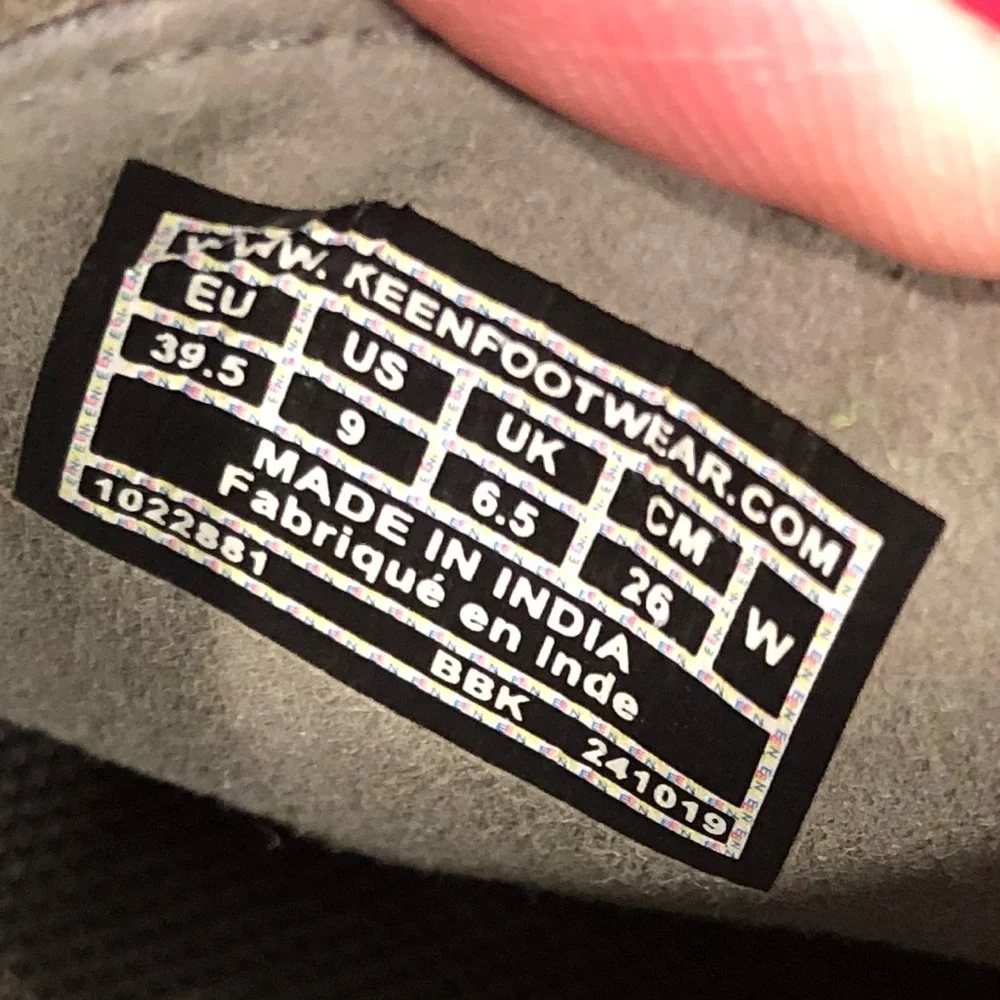 www. KEENFOOTWEAR.COM
EU US UK CM W
39.5 9 6.5 26
MADE IN INDIA
Fabriqué en Inde
1022881 BBK 241019